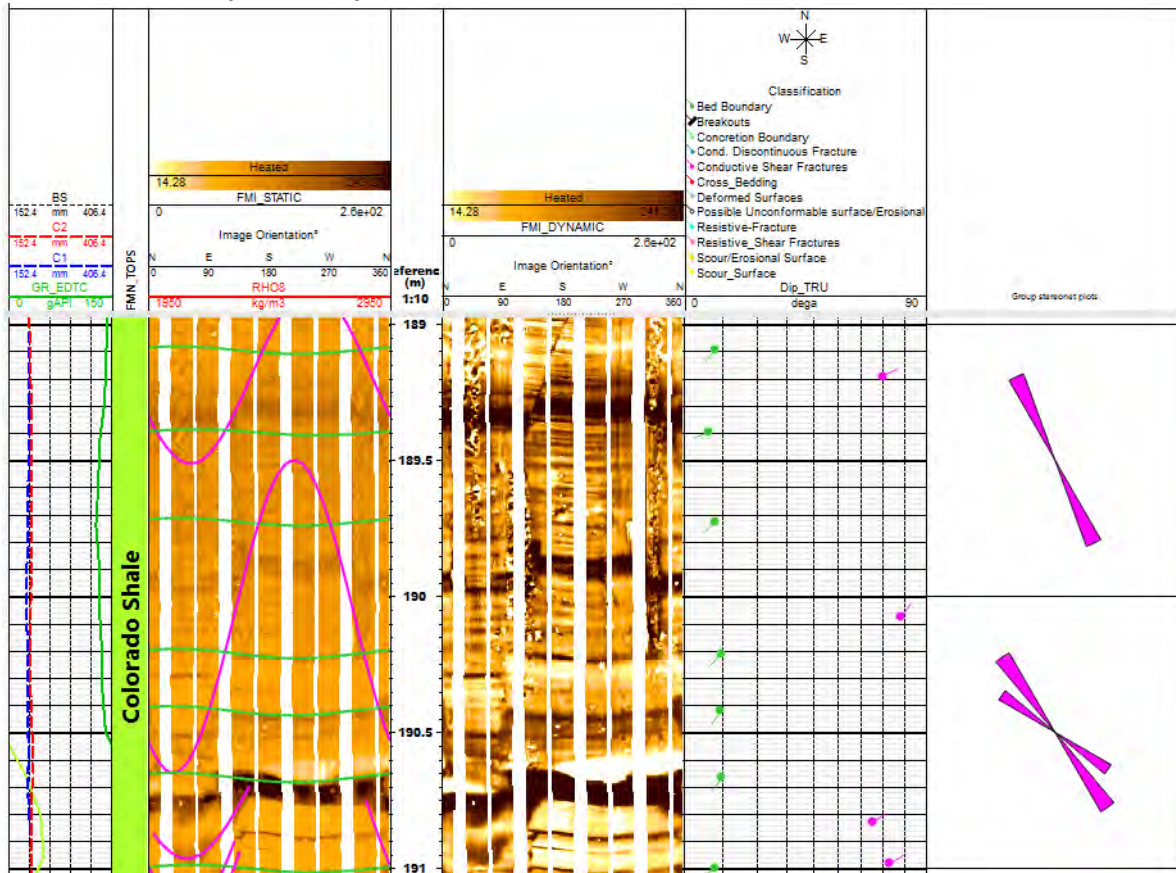 N
W E
S
Classification
Bed Boundary
Breakouts
Concretion Boundary
Cond. Discontinuous Fracture
Conductive Shear Fractures
Cross_Bedding
Deformed Surfaces
Possible Unconformable surface/Erosional
Resistive-Fracture
Resistive_Shear Fractures
Scour/Erosional Surface
Scour_Surface
Dip_TRU
0 dega 90
Group stereonet plots
BS
152.4 mm 406.4
C2
152.4 mm 406.4
C1
152.4 mm 406.4
GR_EDTC
0 gAPI 150
FMN_TOPS
Heated
14.28
FMI_STATIC
0 2.6e+02
Image Orientation°
N E S W N
0 90 180 270 360
RHO8
1950 kg/m3 2950
eferenc
(m)
1:10
Heated
14.28
FMI_DYNAMIC
0 2.6e+02
Image Orientation°
N E S W N
0 90 180 270 360
Colorado Shale
189
189.5
190
190.5
191